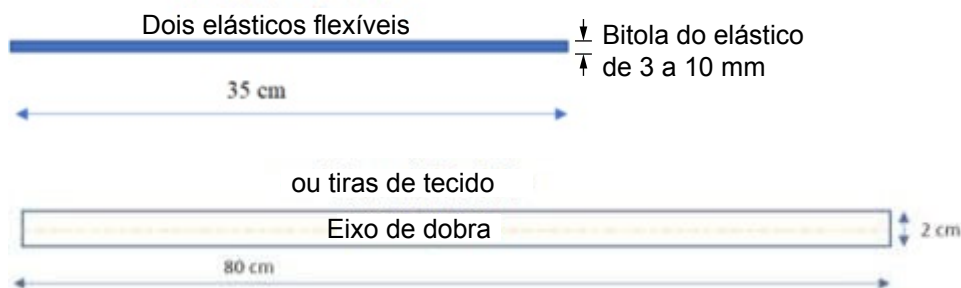 Dois elásticos flexíveis
Bitola do elástico
de 3 a 10 mm
35 cm
ou tiras de tecido
Eixo de dobra
2 cm
80 cm